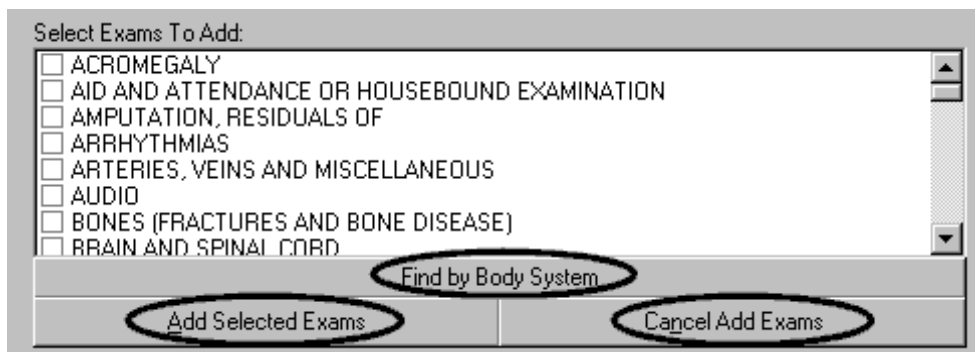 Select Exams To Add:
ACROMEGALY
AID AND ATTENDANCE OR HOUSEBOUND EXAMINATION
AMPUTATION, RESIDUALS OF
ARRHYTHMIAS
ARTERIES, VEINS AND MISCELLANEOUS
AUDIO
BONES (FRACTURES AND BONE DISEASE)
BRAIN AND SPINAL CORD
Find by Body System
Add Selected Exams Cancel Add Exams